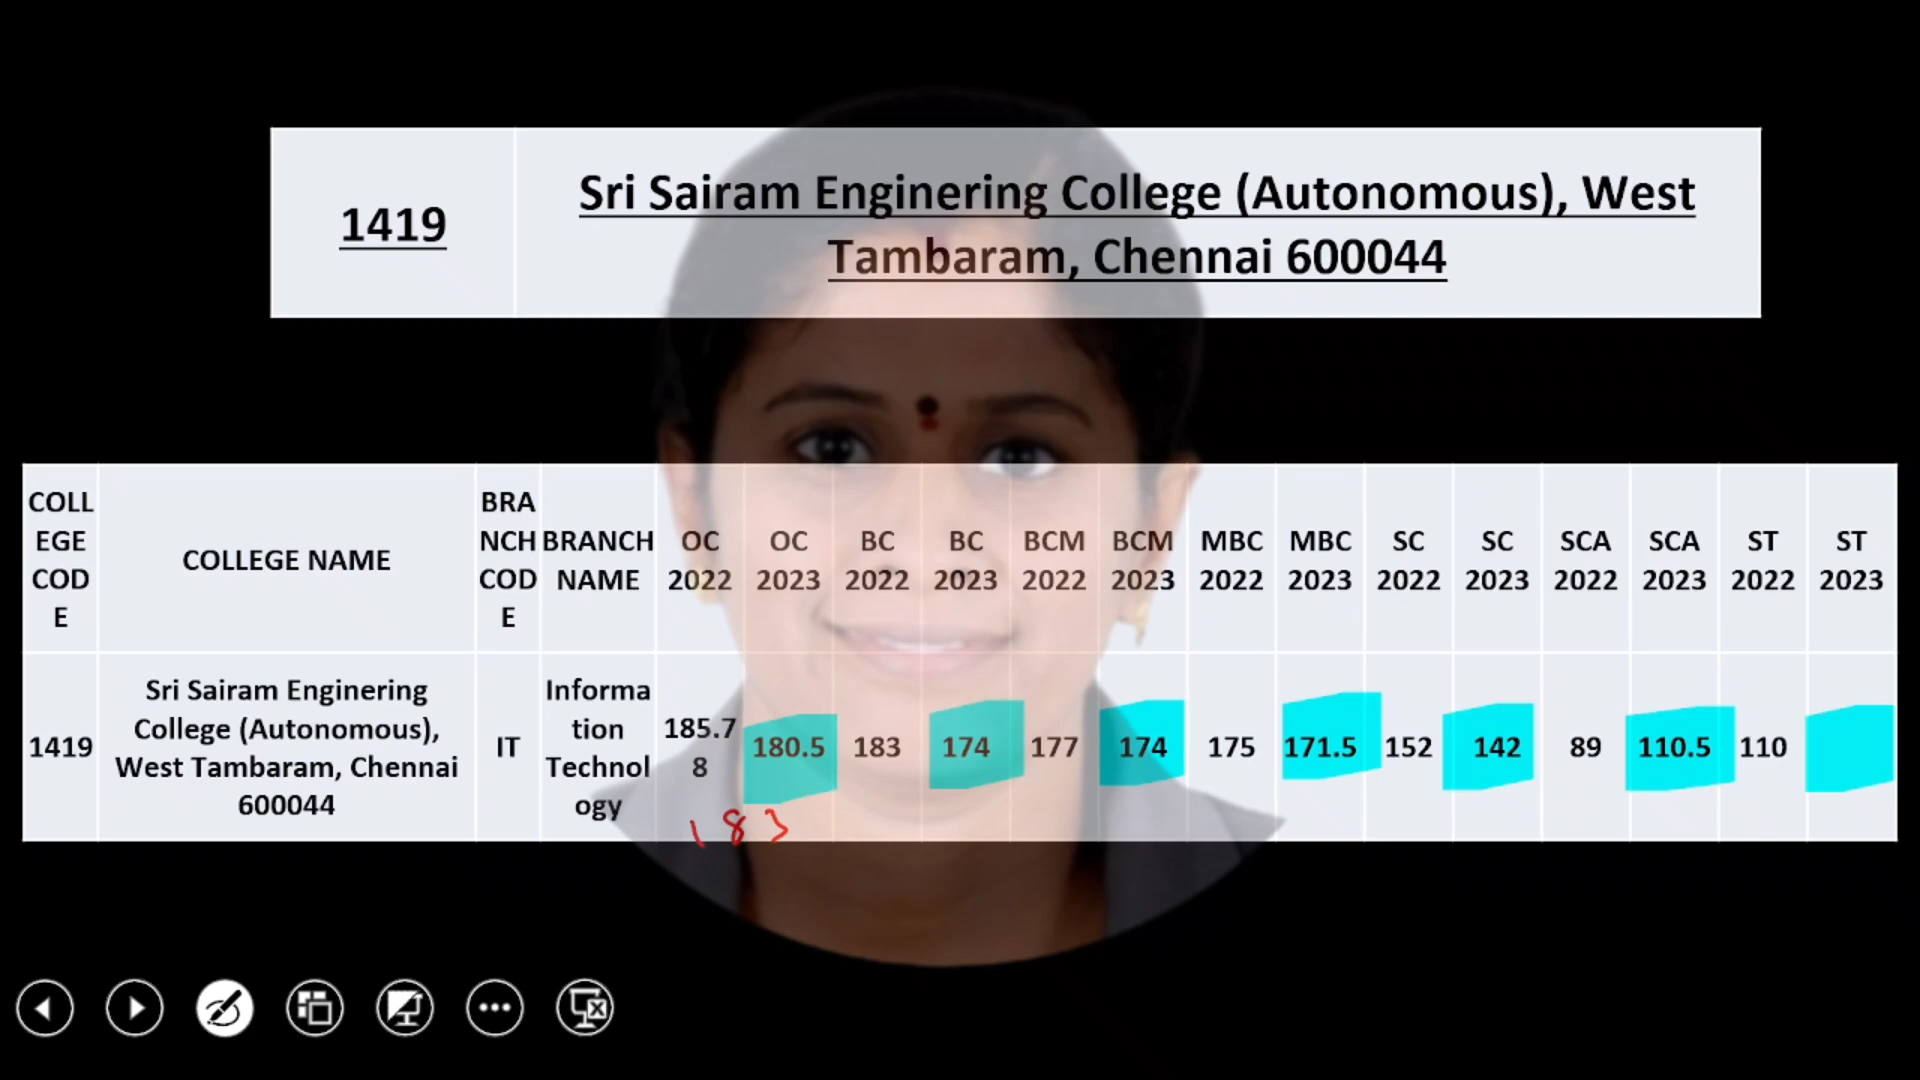 1419
Sri Sairam Enginering College (Autonomous), West
Tambaram, Chennai 600044
COLL
EGE
COD
E
COLLEGE NAME
BRA
NCH
COD
E
BRANCH
NAME
OC
2022
OC
2023
BC
2022
BC
2023
BCM
2022
BCM
2023
MBC
2022
MBC
2023
SC
2022
SC
2023
SCA
2022
SCA
2023
ST
2022
ST
2023
1419
Sri Sairam Enginering
College (Autonomous),
West Tambaram, Chennai
600044
IT
Informa
tion
Technol
ogy
185.7
8
180.5
183
174
177
174
175
171.5
152
142
89
110.5
110
183